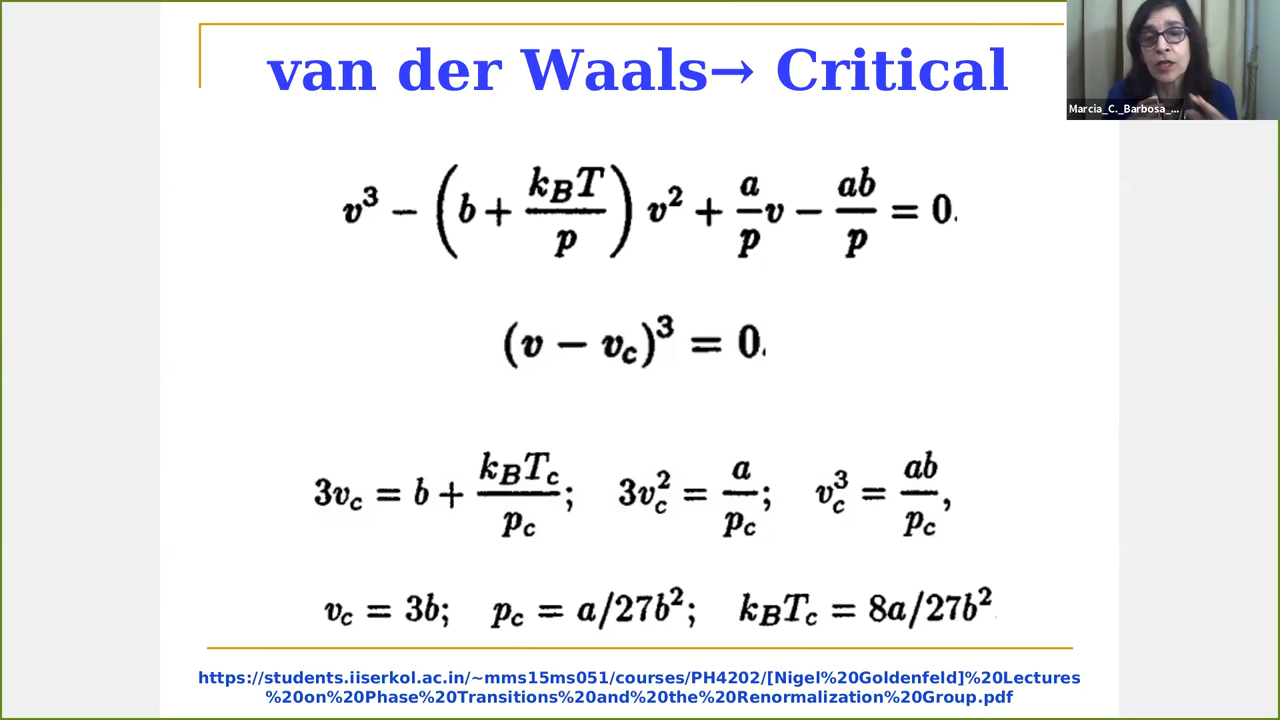 van der Waals→ Critical
Marcia_C._Barbosa_...
v³ − (b + k_BT/p) v² + a/p v − ab/p = 0.
(v − v_c)³ = 0.
3v_c = b + k_BT_c/p_c; 3v_c² = a/p_c; v_c³ = ab/p_c,
v_c = 3b; p_c = a/27b²; k_BT_c = 8a/27b²
https://students.iiserkol.ac.in/~mms15ms051/courses/PH4202/[Nigel%20Goldenfeld]%20Lectures
%20on%20Phase%20Transitions%20and%20the%20Renormalization%20Group.pdf